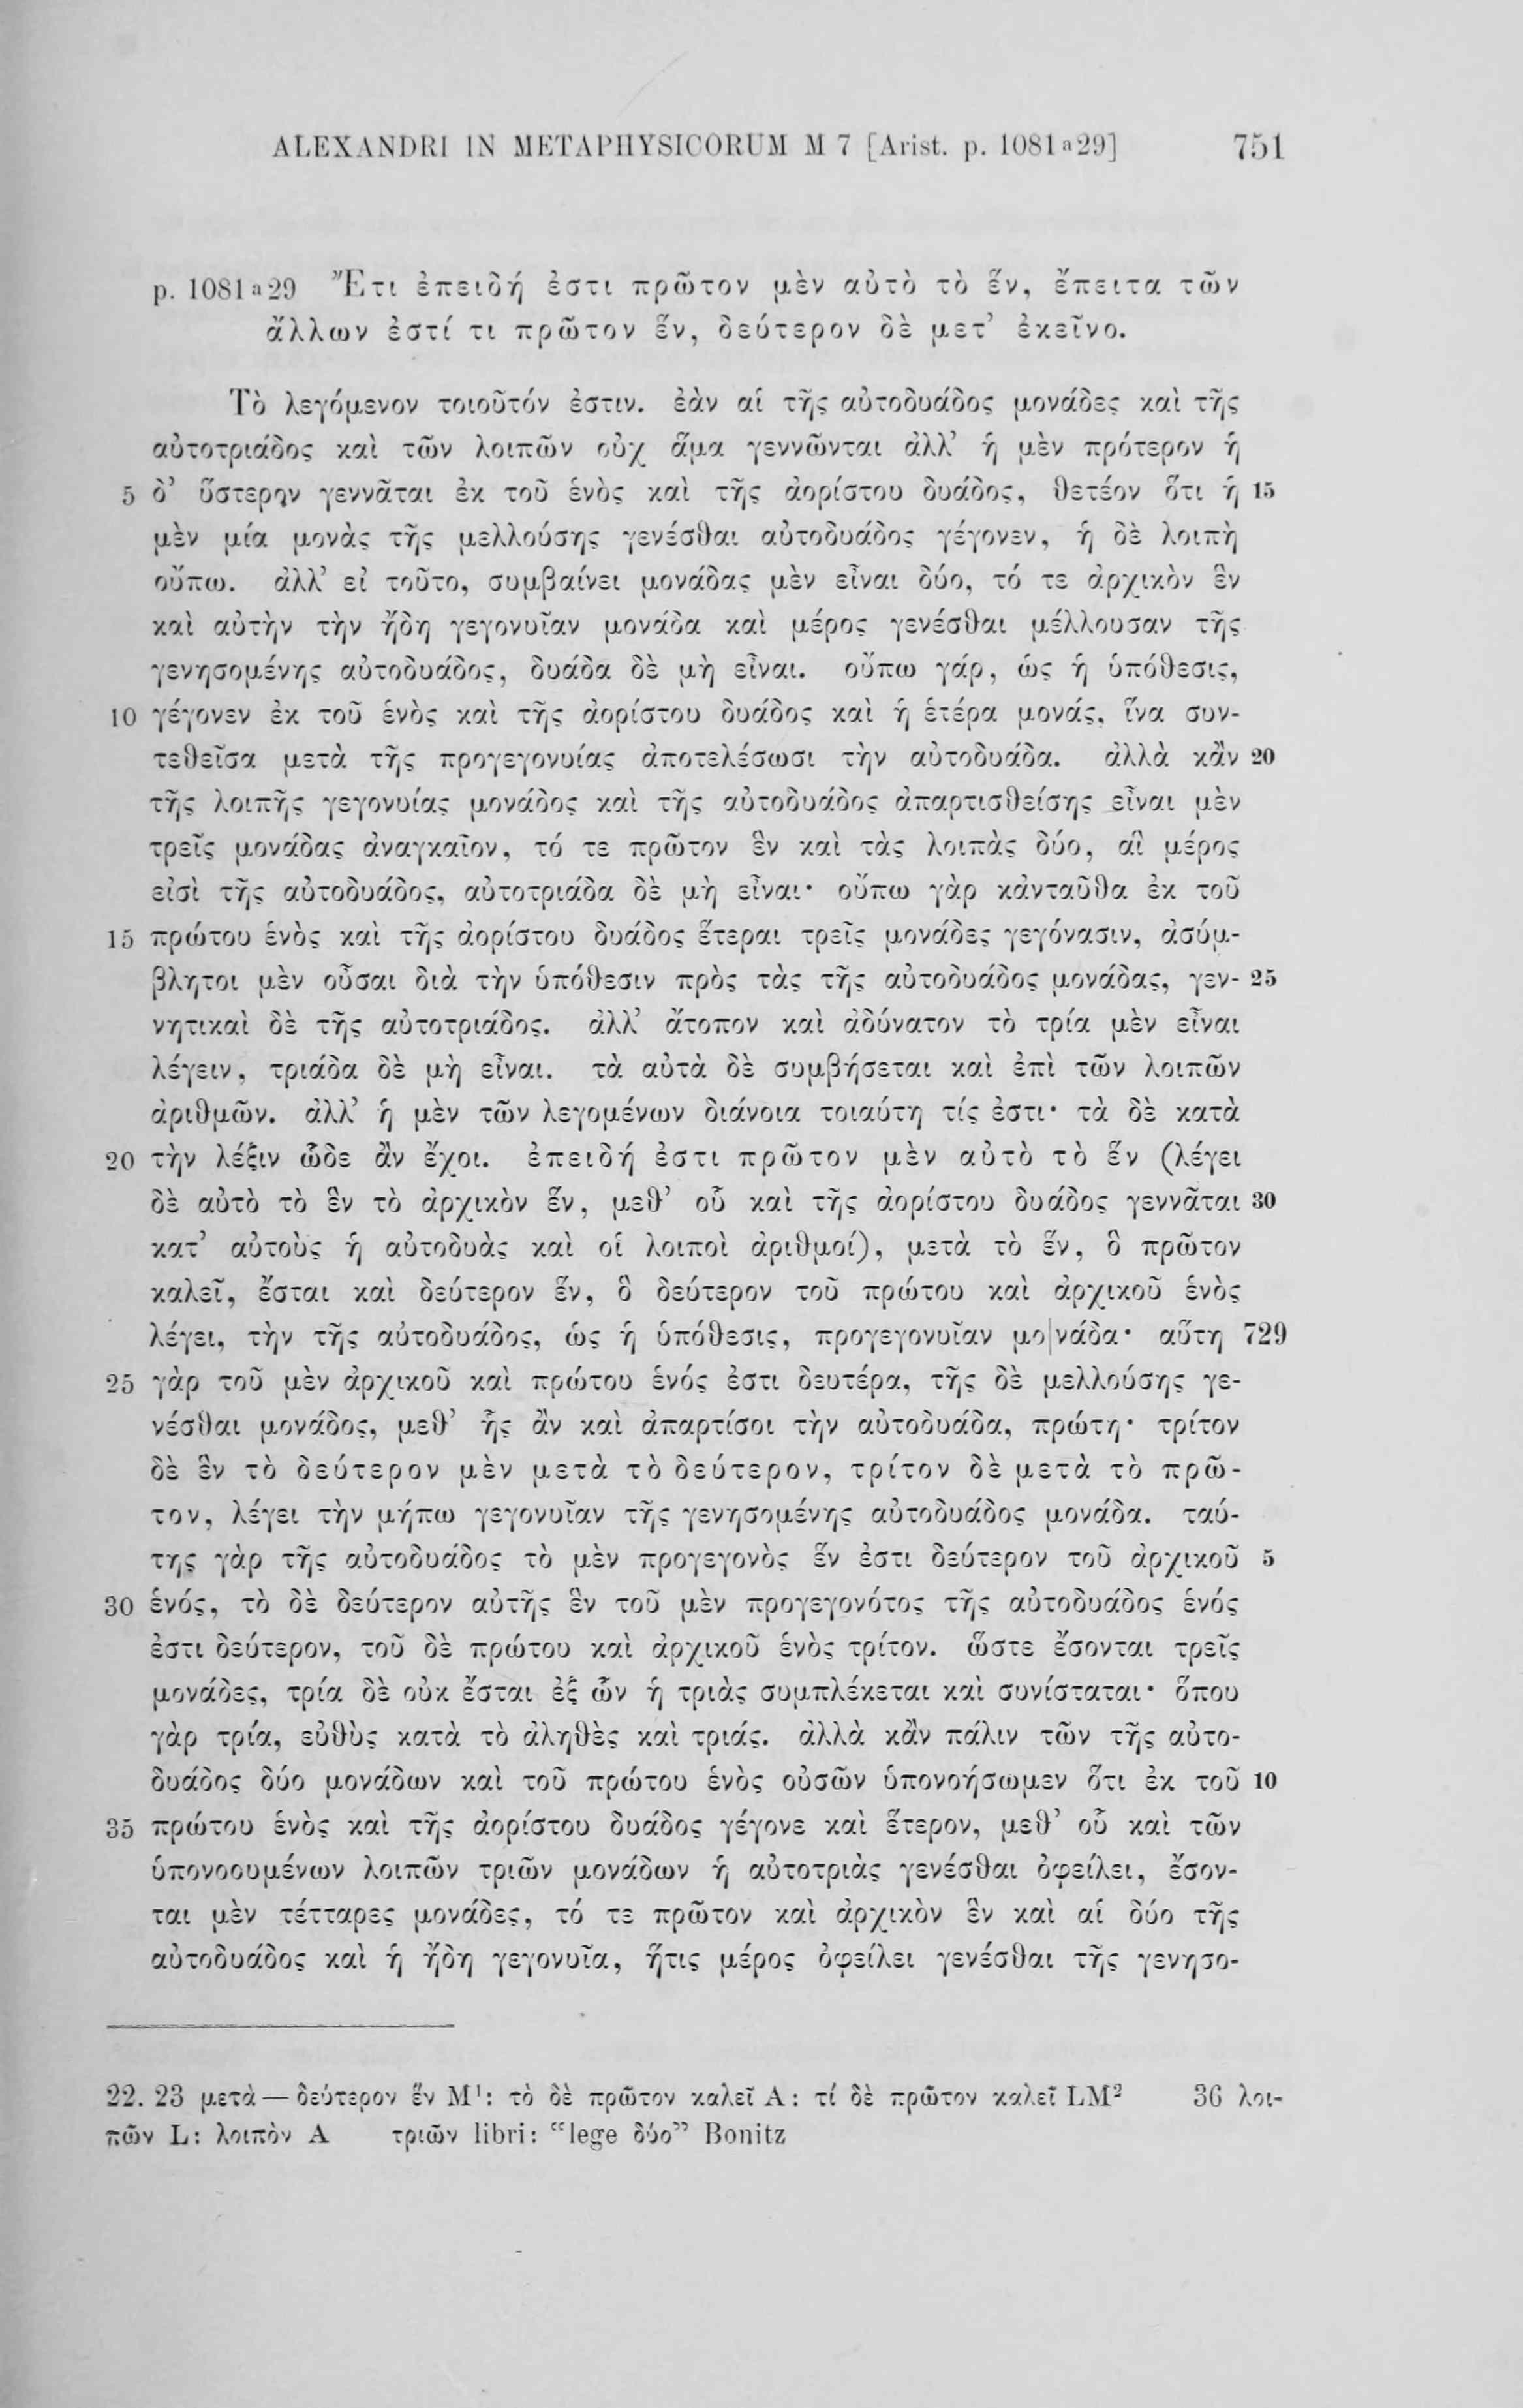 ALEXANDRI IN METAPHYSICORUM M 7 [Arist. p. 1081ᵃ29] 751
p. 1081ᵃ29 Ἔτι ἐπειδή ἐστι πρῶτον μὲν αὐτὸ τὸ ἕν, ἔπειτα τῶν
ἄλλων ἐστί τι πρῶτον ἕν, δεύτερον δὲ μετ’ ἐκεῖνο.
Τὸ λεγόμενον τοιοῦτόν ἐστιν. ἐὰν αἱ τῆς αὐτοδυάδος μονάδες καὶ τῆς
αὐτοτριάδος καὶ τῶν λοιπῶν οὐχ ἅμα γεννῶνται ἀλλ’ ἡ μὲν πρότερον ἡ
5 δ’ ὕστερον γεννᾶται ἐκ τοῦ ἑνὸς καὶ τῆς ἀορίστου δυάδος, θετέον ὅτι ἡ 15
μὲν μία μονὰς τῆς μελλούσης γενέσθαι αὐτοδυάδος γέγονεν, ἡ δὲ λοιπὴ
οὔπω. ἀλλ’ εἰ τοῦτο, συμβαίνει μονάδας μὲν εἶναι δύο, τό τε ἀρχικὸν ἓν
καὶ αὐτὴν τὴν ἤδη γεγονυῖαν μονάδα καὶ μέρος γενέσθαι μέλλουσαν τῆς
γενησομένης αὐτοδυάδος, δυάδα δὲ μὴ εἶναι. οὔπω γάρ, ὡς ἡ ὑπόθεσις,
10 γέγονεν ἐκ τοῦ ἑνὸς καὶ τῆς ἀορίστου δυάδος καὶ ἡ ἑτέρα μονάς, ἵνα συν-
τεθεῖσα μετὰ τῆς προγεγονυίας ἀποτελέσωσι τὴν αὐτοδυάδα. ἀλλὰ κἂν 20
τῆς λοιπῆς γεγονυίας μονάδος καὶ τῆς αὐτοδυάδος ἀπαρτισθείσης εἶναι μὲν
τρεῖς μονάδας ἀναγκαῖον, τό τε πρῶτον ἓν καὶ τὰς λοιπὰς δύο, αἳ μέρος
εἰσὶ τῆς αὐτοδυάδος, αὐτοτριάδα δὲ μὴ εἶναι· οὔπω γὰρ κἀνταῦθα ἐκ τοῦ
15 πρώτου ἑνὸς καὶ τῆς ἀορίστου δυάδος ἕτεραι τρεῖς μονάδες γεγόνασιν, ἀσύμ-
βλητοι μὲν οὖσαι διὰ τὴν ὑπόθεσιν πρὸς τὰς τῆς αὐτοδυάδος μονάδας, γεν- 25
νητικαὶ δὲ τῆς αὐτοτριάδος. ἀλλ’ ἄτοπον καὶ ἀδύνατον τὸ τρία μὲν εἶναι
λέγειν, τριάδα δὲ μὴ εἶναι. τὰ αὐτὰ δὲ συμβήσεται καὶ ἐπὶ τῶν λοιπῶν
ἀριθμῶν. ἀλλ’ ἡ μὲν τῶν λεγομένων διάνοια τοιαύτη τίς ἐστι· τὰ δὲ κατὰ
20 τὴν λέξιν ὧδε ἂν ἔχοι. ἐπειδή ἐστι πρῶτον μὲν αὐτὸ τὸ ἕν (λέγει
δὲ αὐτὸ τὸ ἓν τὸ ἀρχικὸν ἕν, μεθ’ οὗ καὶ τῆς ἀορίστου δυάδος γεννᾶται 30
κατ’ αὐτοὺς ἡ αὐτοδυὰς καὶ οἱ λοιποὶ ἀριθμοί), μετὰ τὸ ἕν, ὃ πρῶτον
καλεῖ, ἔσται καὶ δεύτερον ἕν, ὃ δεύτερον τοῦ πρώτου καὶ ἀρχικοῦ ἑνὸς
λέγει, τὴν τῆς αὐτοδυάδος, ὡς ἡ ὑπόθεσις, προγεγονυῖαν μο|νάδα· αὕτη 729
25 γὰρ τοῦ μὲν ἀρχικοῦ καὶ πρώτου ἑνός ἐστι δευτέρα, τῆς δὲ μελλούσης γε-
νέσθαι μονάδος, μεθ’ ἧς ἂν καὶ ἀπαρτίσοι τὴν αὐτοδυάδα, πρώτη· τρίτον
δὲ ἓν τὸ δεύτερον μὲν μετὰ τὸ δεύτερον, τρίτον δὲ μετὰ τὸ πρῶ-
τον, λέγει τὴν μήπω γεγονυῖαν τῆς γενησομένης αὐτοδυάδος μονάδα. ταύ-
της γὰρ τῆς αὐτοδυάδος τὸ μὲν προγεγονὸς ἕν ἐστι δεύτερον τοῦ ἀρχικοῦ 5
30 ἑνός, τὸ δὲ δεύτερον αὐτῆς ἓν τοῦ μὲν προγεγονότος τῆς αὐτοδυάδος ἑνός
ἐστι δεύτερον, τοῦ δὲ πρώτου καὶ ἀρχικοῦ ἑνὸς τρίτον. ὥστε ἔσονται τρεῖς
μονάδες, τρία δὲ οὐκ ἔσται ἐξ ὧν ἡ τριὰς συμπλέκεται καὶ συνίσταται· ὅπου
γὰρ τρία, εὐθὺς κατὰ τὸ ἀληθὲς καὶ τριάς. ἀλλὰ κἂν πάλιν τῶν τῆς αὐτο-
δυάδος δύο μονάδων καὶ τοῦ πρώτου ἑνὸς οὐσῶν ὑπονοήσωμεν ὅτι ἐκ τοῦ 10
35 πρώτου ἑνὸς καὶ τῆς ἀορίστου δυάδος γέγονε καὶ ἕτερον, μεθ’ οὗ καὶ τῶν
ὑπονοουμένων λοιπῶν τριῶν μονάδων ἡ αὐτοτριὰς γενέσθαι ὀφείλει, ἔσον-
ται μὲν τέτταρες μονάδες, τό τε πρῶτον καὶ ἀρχικὸν ἓν καὶ αἱ δύο τῆς
αὐτοδυάδος καὶ ἡ ἤδη γεγονυῖα, ἥτις μέρος ὀφείλει γενέσθαι τῆς γενησο-
22. 23 μετὰ — δεύτερον ἕν M¹: τὸ δὲ πρῶτον καλεῖ A: τί δὲ πρῶτον καλεῖ LM² 36 λοι-
πῶν L: λοιπὸν A τριῶν libri: “lege δύο” Bonitz